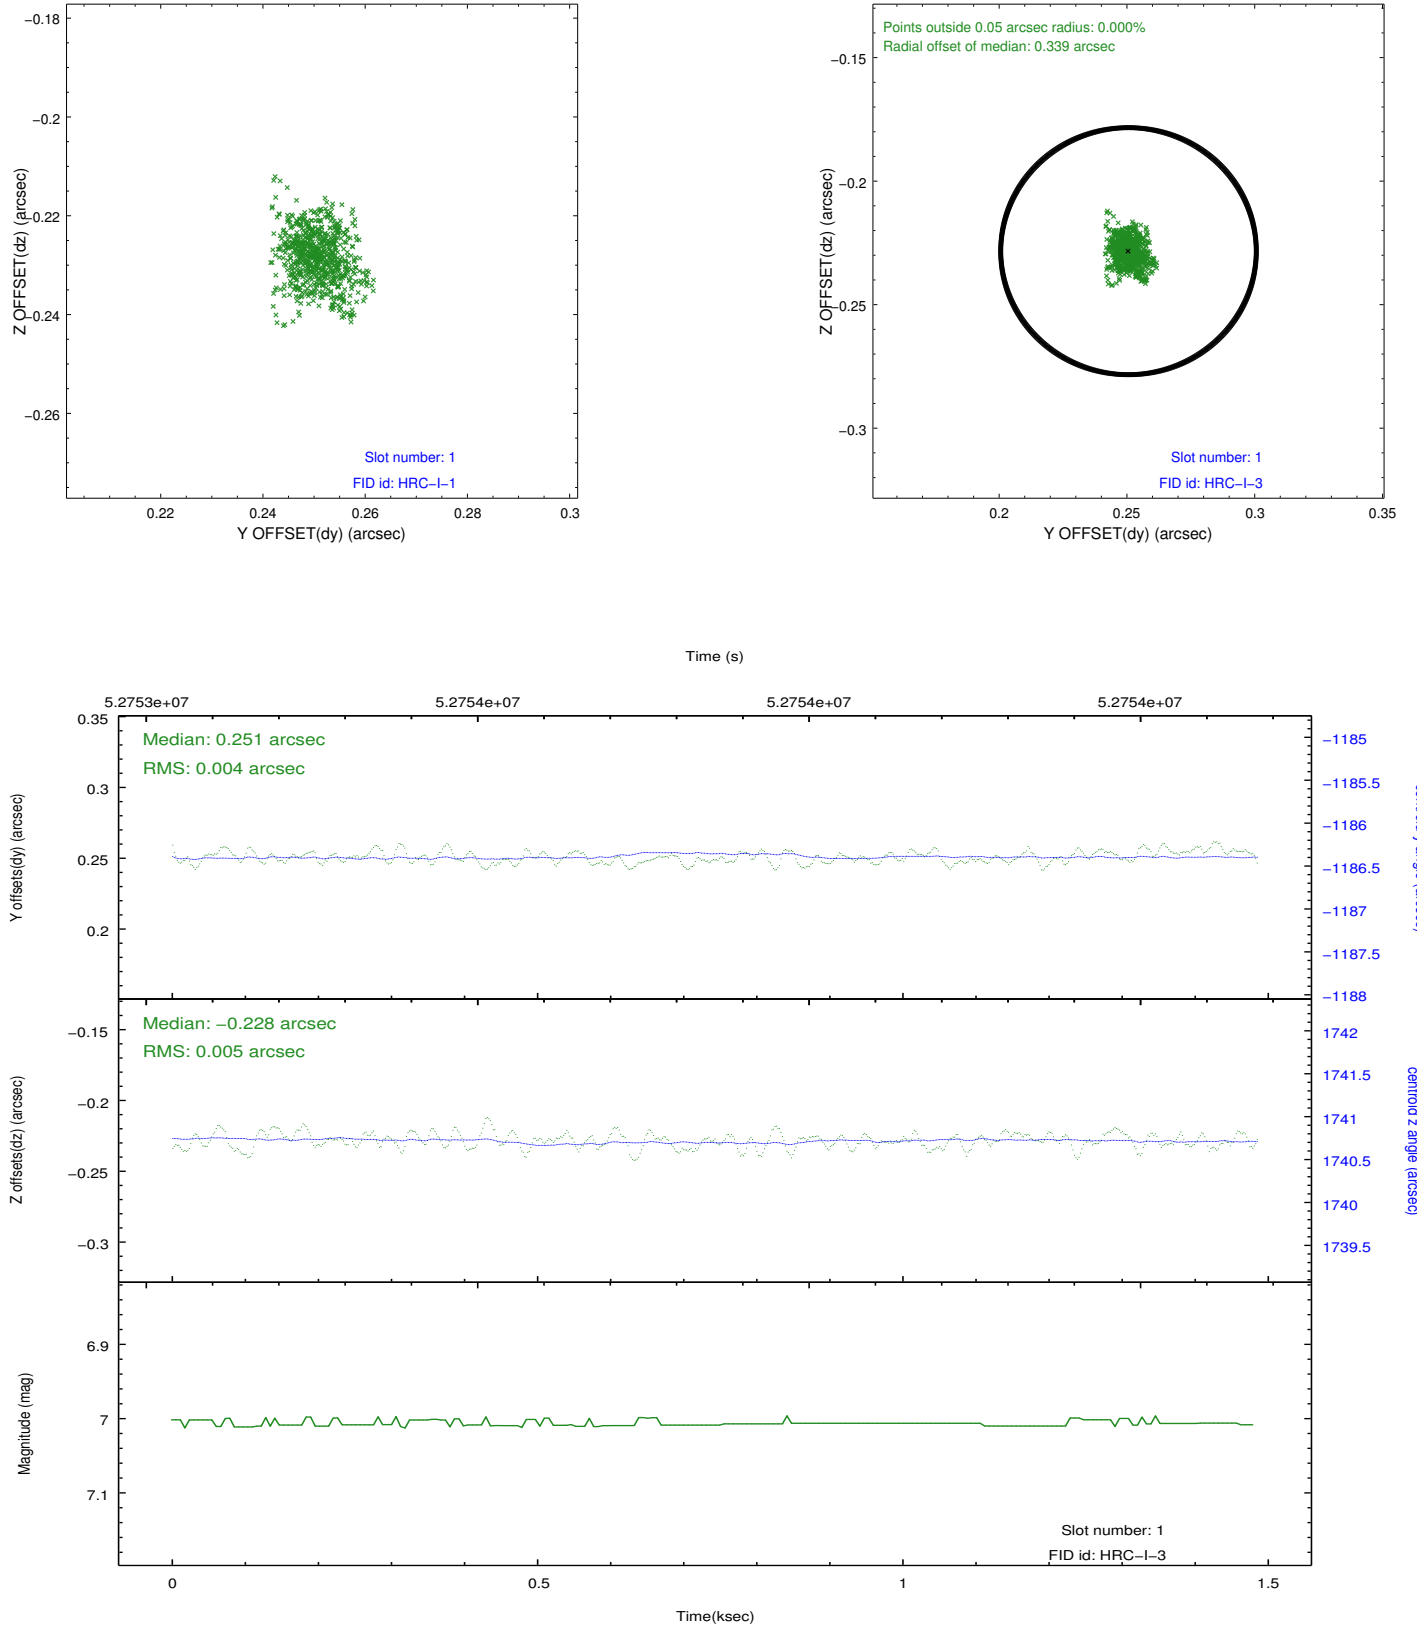 −0.18
−0.2
−0.22
−0.24
−0.26
Z OFFSET(dz) (arcsec)
Slot number: 1
FID id: HRC−I−1
0.22
0.24
0.26
0.28
0.3
Y OFFSET(dy) (arcsec)
Points outside 0.05 arcsec radius: 0.000%
Radial offset of median: 0.339 arcsec
−0.15
−0.2
−0.25
−0.3
Z OFFSET(dz) (arcsec)
Slot number: 1
FID id: HRC−I−3
0.2
0.25
0.3
0.35
Y OFFSET(dy) (arcsec)
Time (s)
5.2753e+07
5.2754e+07
5.2754e+07
5.2754e+07
Median: 0.251 arcsec
RMS: 0.004 arcsec
0.35
0.3
0.25
0.2
Y offsets(dy) (arcsec)
−1185
−1185.5
−1186
−1186.5
−1187
−1187.5
−1188
Median: −0.228 arcsec
RMS: 0.005 arcsec
−0.15
−0.2
−0.25
−0.3
Z offsets(dz) (arcsec)
1742
1741.5
1741
1740.5
1740
1739.5
centroid z angle (arcsec)
6.9
7
7.1
Magnitude (mag)
Slot number: 1
FID id: HRC−I−3
0
0.5
1
1.5
Time(ksec)